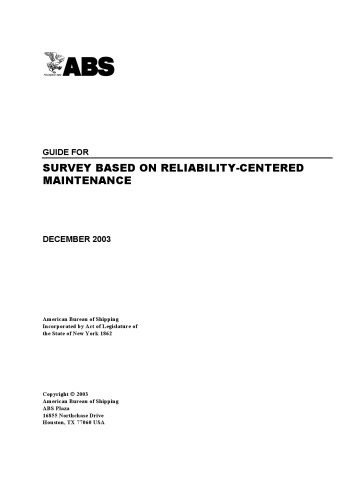 ABS
GUIDE FOR
SURVEY BASED ON RELIABILITY-CENTERED
MAINTENANCE
DECEMBER 2003
American Bureau of Shipping
Incorporated by Act of Legislature of
the State of New York 1862
Copyright © 2003
American Bureau of Shipping
ABS Plaza
16855 Northchase Drive
Houston, TX 77060 USA